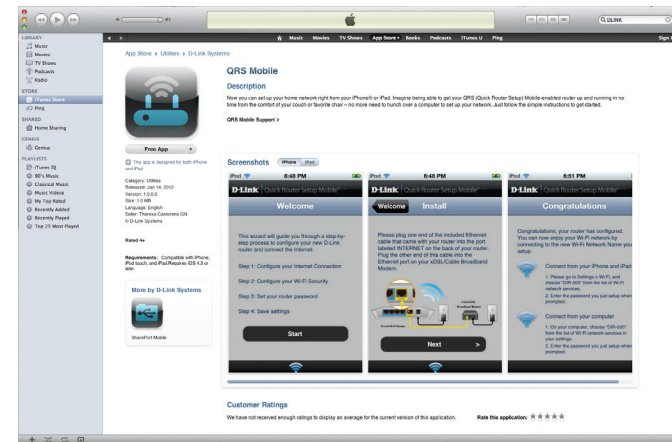 DLINK
Music Movies TV Shows App Store Books Podcasts iTunes U Ping
Sign
LIBRARY
Music
Movies
TV Shows
Podcasts
Radio
STORE
iTunes Store
Ping
SHARED
Home Sharing
GENIUS
Genius
PLAYLISTS
iTunes DJ
90's Music
Classical Music
Music Videos
My Top Rated
Recently Added
Recently Played
Top 25 Most Played
App Store > Utilities > D-Link Systems
Free App
This app is designed for both iPhone
and iPad
Category: Utilities
Released: Jan 14, 2012
Version: 1.0.0.0
Size: 1.0 MB
Language: English
Seller: Theresa Castorena GN
© D-Link Systems
Rated 4+
Requirements: Compatible with iPhone,
iPod touch, and iPad.Requires iOS 4.3 or
later.
More by D-Link Systems
SharePort Mobile
QRS Mobile
Description
Now you can set up your home network right from your iPhone® or iPad. Imagine being able to get your QRS (Quick Router Setup) Mobile-enabled router up and running in no
time from the comfort of your couch or favorite chair – no more need to hunch over a computer to set up your network. Just follow the simple instructions to get started.
QRS Mobile Support >
Screenshots iPhone iPad
iPod 6:48 PM
D-Link Quick Router Setup Mobile
Welcome
This wizard will guide you through a step-by-
step process to configure your new D-Link
router and connect the Internet.
Step 1: Configure your Internet Connection
Step 2: Configure your Wi-Fi Security
Step 3: Set your router password
Step 4: Save settings
Start
iPod 6:48 PM
D-Link Quick Router Setup Mobile
Welcome Install
Please plug one end of the included Ethernet
cable that came with your router into the port
labeled INTERNET on the back of your router.
Plug the other end of this cable into the
Ethernet port on your xDSL/Cable Broadband
Modem.
Next >
iPod 6:51 PM
D-Link Quick Router Setup Mobile
Congratulations
Congratulations, your router has configured.
You can now enjoy your Wi-Fi network by
connecting to the new Wi-Fi Network Name you
setup.
Connect from your iPhone and iPad
1. Please go to Settings > Wi-Fi, and
choose "DIR-505" from the list of Wi-Fi
network services.
2. Enter the password you just setup when
prompted.
Connect from your computer
1. On your computer, choose "DIR-505"
from the list of Wi-Fi network services in
your settings.
2. Enter the password you just setup when
prompted.
Customer Ratings
We have not received enough ratings to display an average for the current version of this application.
Rate this application: